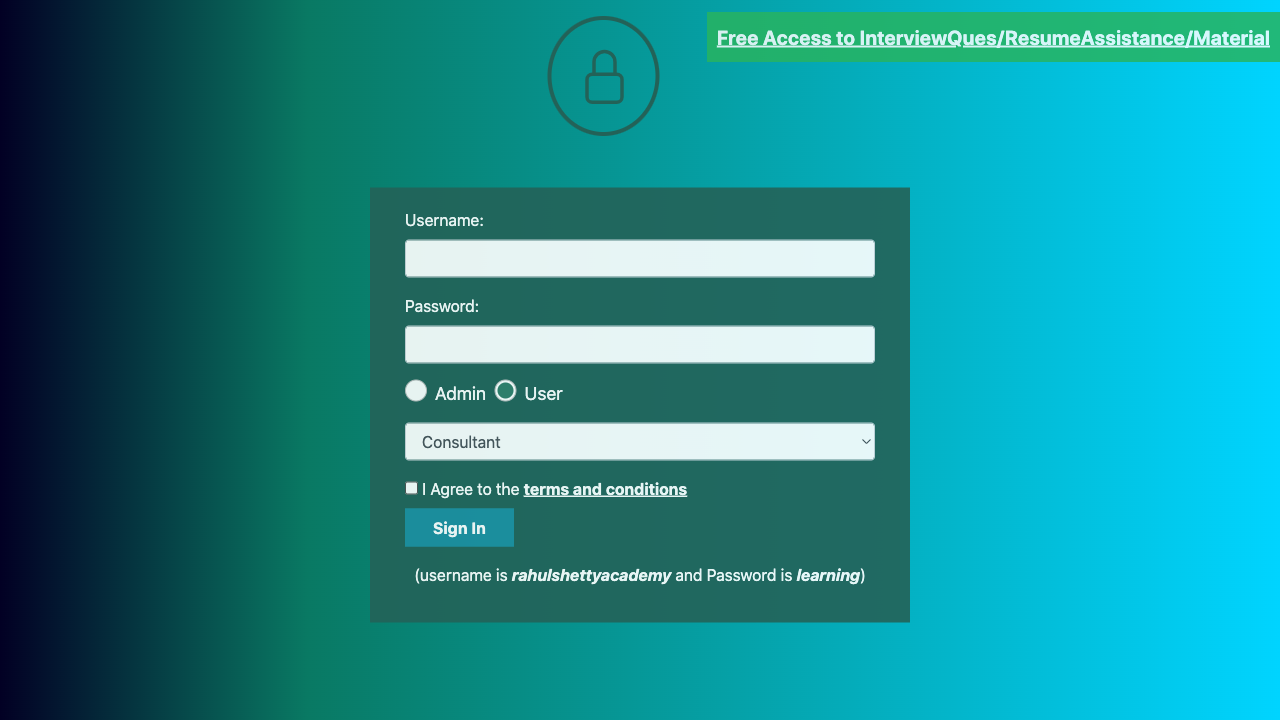 Free Access to InterviewQues/ResumeAssistance/Material
Username:
Password:
Admin User
Consultant
I Agree to the terms and conditions
Sign In
(username is rahulshettyacademy and Password is learning)